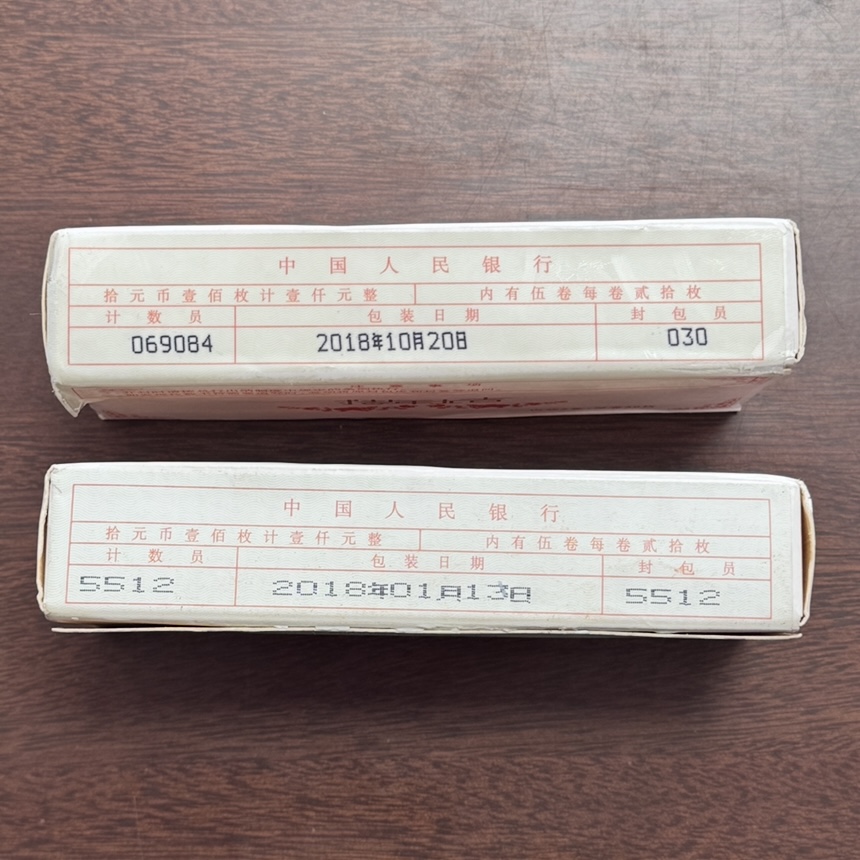 中国人民银行
拾元币壹佰枚计壹仟元整 内有伍卷每卷贰拾枚
计数员 包装日期 封包员
069084 2018年10月20日 030
中国人民银行
拾元币壹佰枚计壹仟元整 内有伍卷每卷贰拾枚
计数员 包装日期 封包员
5512 2018年01月13日 5512